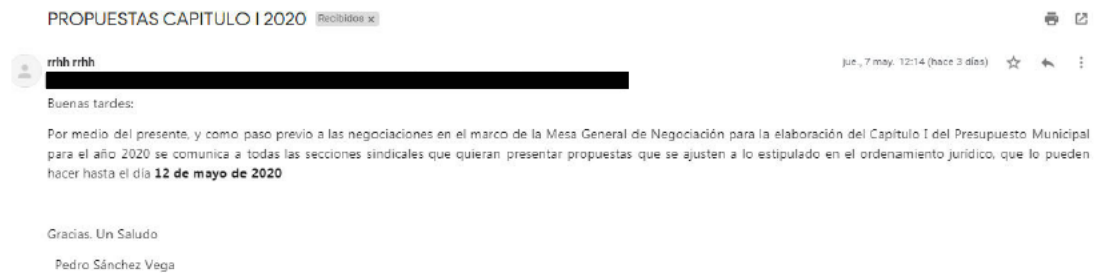 PROPUESTAS CAPITULO I 2020 Recibidos x
rrhh rrhh
jue., 7 may. 12:14 (hace 3 días)
Buenas tardes:
Por medio del presente, y como paso previo a las negociaciones en el marco de la Mesa General de Negociación para la elaboración del Capítulo I del Presupuesto Municipal
para el año 2020 se comunica a todas las secciones sindicales que quieran presentar propuestas que se ajusten a lo estipulado en el ordenamiento jurídico, que lo pueden
hacer hasta el día 12 de mayo de 2020
Gracias. Un Saludo
Pedro Sánchez Vega